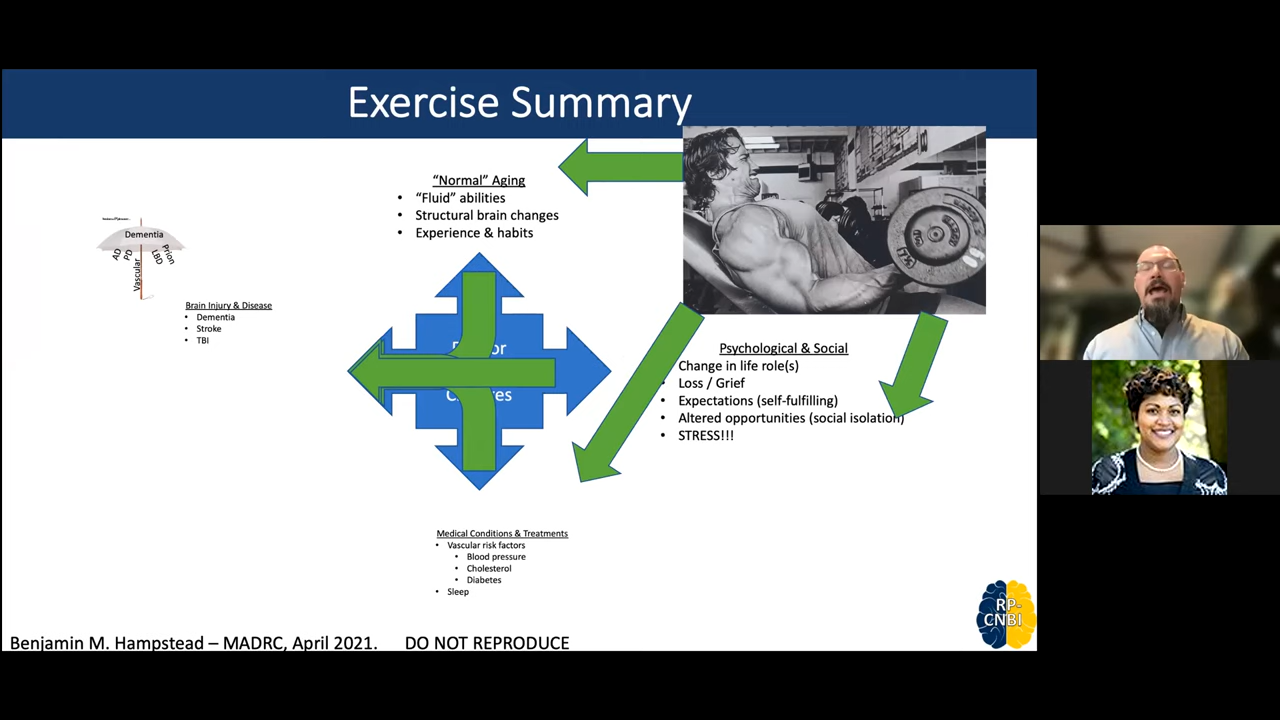 Exercise Summary
“Normal” Aging
• “Fluid” abilities
• Structural brain changes
• Experience & habits
Dementia
AD
PD
Vascular
LBD
Prion
Brain Injury & Disease
• Dementia
• Stroke
• TBI
Psychological & Social
Change in life role(s)
• Loss / Grief
• Expectations (self-fulfilling)
• Altered opportunities (social isolation)
• STRESS!!!
Medical Conditions & Treatments
• Vascular risk factors
• Blood pressure
• Cholesterol
• Diabetes
• Sleep
RP-
CNBI
Benjamin M. Hampstead – MADRC, April 2021. DO NOT REPRODUCE